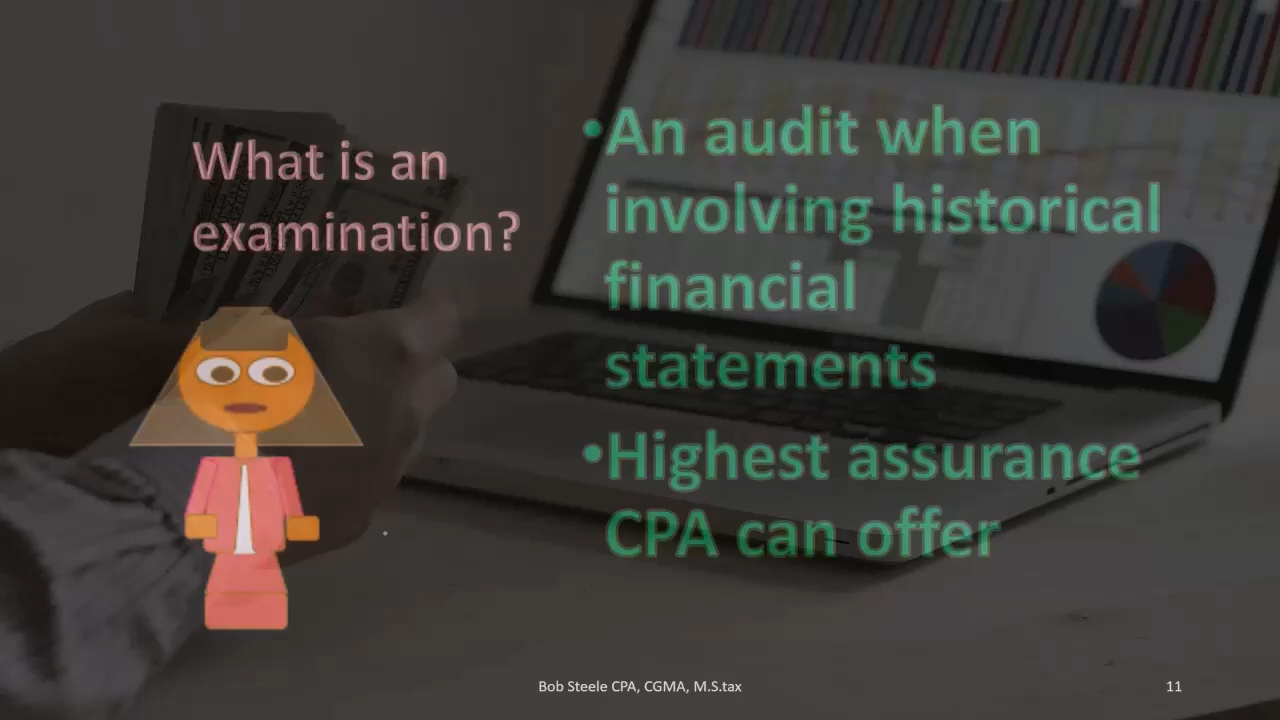 What is an
examination?
•An audit when
involving historical
financial
statements
•Highest assurance
CPA can offer
Bob Steele CPA, CGMA, M.S.tax
11